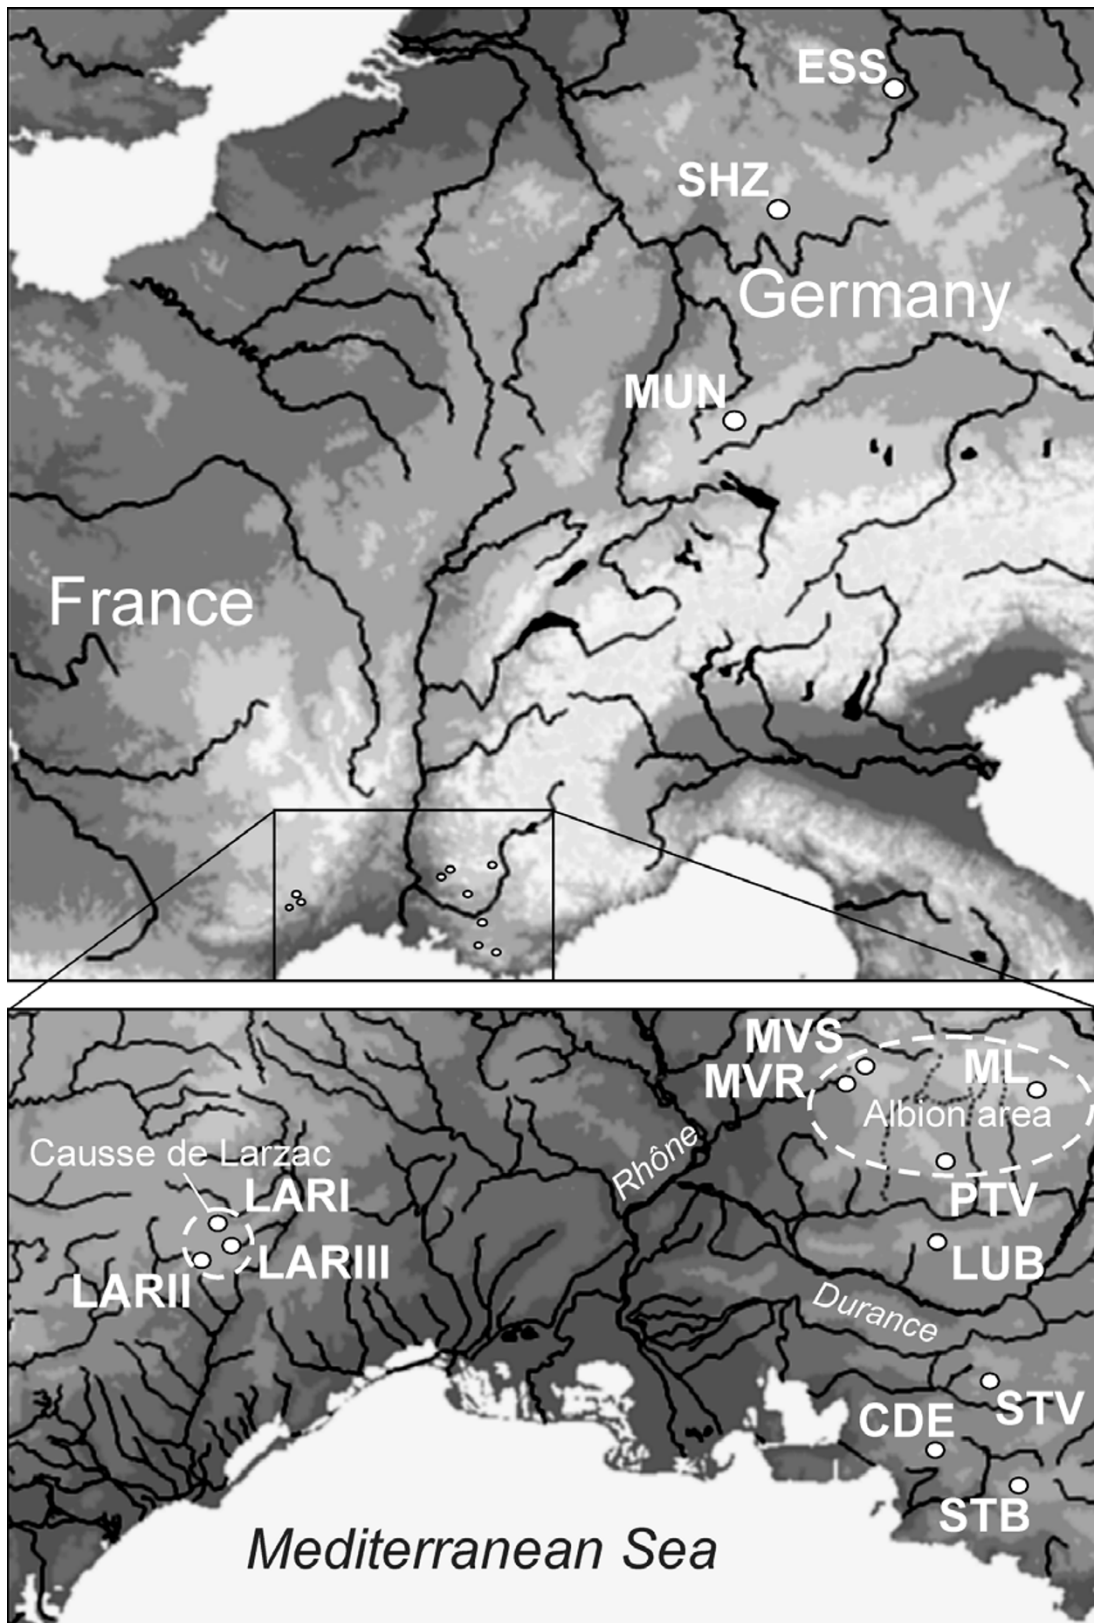 ESS
SHZ
Germany
MUN
France
MVS
MVR
ML
Albion area
Rhône
Causse de Larzac
LARI
PTV
LARIII
LUB
LARII
Durance
STV
CDE
STB
Mediterranean Sea